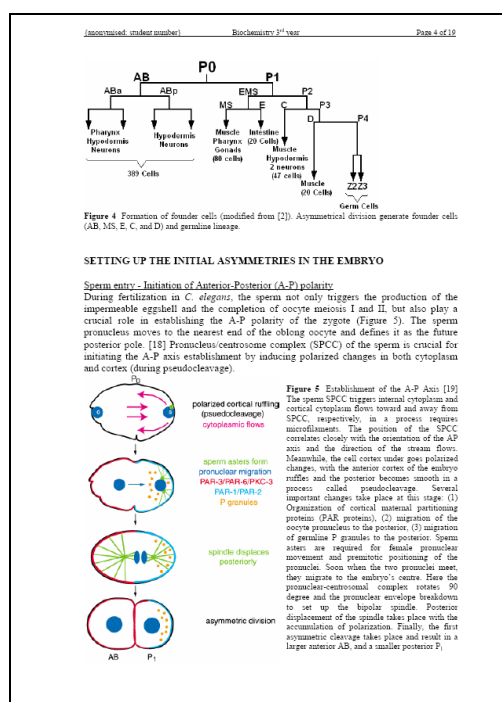 {anonymised: student number} Biochemistry 3rd year Page 4 of 19
P0
AB P1
ABa ABp EMS P2
MS E C P3
D P4
Pharynx
Hypodermis
Neurons
Hypodermis
Neurons
389 Cells
Muscle
Pharynx
Gonads
(80 cells)
Intestine
(20 Cells)
Muscle
Hypodermis
2 neurons
(47 cells)
Muscle
(20 Cells)
Z2 Z3
Germ Cells
Figure 4 Formation of founder cells (modified from [2]). Asymmetrical division generate founder cells
(AB, MS, E, C, and D) and germline lineage.
SETTING UP THE INITIAL ASYMMETRIES IN THE EMBRYO
Sperm entry - Initiation of Anterior-Posterior (A-P) polarity
During fertilization in C. elegans, the sperm not only triggers the production of the
impermeable eggshell and the completion of oocyte meiosis I and II, but also play a
crucial role in establishing the A-P polarity of the zygote (Figure 5). The sperm
pronucleus moves to the nearest end of the oblong oocyte and defines it as the future
posterior pole. [18] Pronucleus/centrosome complex (SPCC) of the sperm is crucial for
initiating the A-P axis establishment by inducing polarized changes in both cytoplasm
and cortex (during pseudocleavage).
P0
polarized cortical ruffling
(psuedocleavage)
cytoplasmic flows
sperm asters form
pronuclear migration
PAR-3/PAR-6/PKC-3
PAR-1/PAR-2
P granules
spindle displaces
posteriorly
asymmetric division
AB P1
Figure 5 Establishment of the A-P Axis [19]
The sperm SPCC triggers internal cytoplasm and
cortical cytoplasm flows toward and away from
SPCC, respectively, in a process requires
microfilaments. The position of the SPCC
correlates closely with the orientation of the AP
axis and the direction of the stream flows.
Meanwhile, the cell cortex under goes polarized
changes, with the anterior cortex of the embryo
ruffles and the posterior becomes smooth in a
process called pseudocleavage. Several
important changes take place at this stage: (1)
Organization of cortical maternal partitioning
proteins (PAR proteins), (2) migration of the
oocyte pronucleus to the posterior, (3) migration
of germline P granules to the posterior. Sperm
asters are required for female pronuclear
movement and premitotic positioning of the
pronuclei. Soon when the two pronuclei meet,
they migrate to the embryo's centre. Here the
pronuclear-centrosomal complex rotates 90
degree and the pronuclear envelope breakdown
to set up the bipolar spindle. Posterior
displacement of the spindle takes place with the
accumulation of polarization. Finally, the first
asymmetric cleavage takes place and result in a
larger anterior AB, and a smaller posterior P1